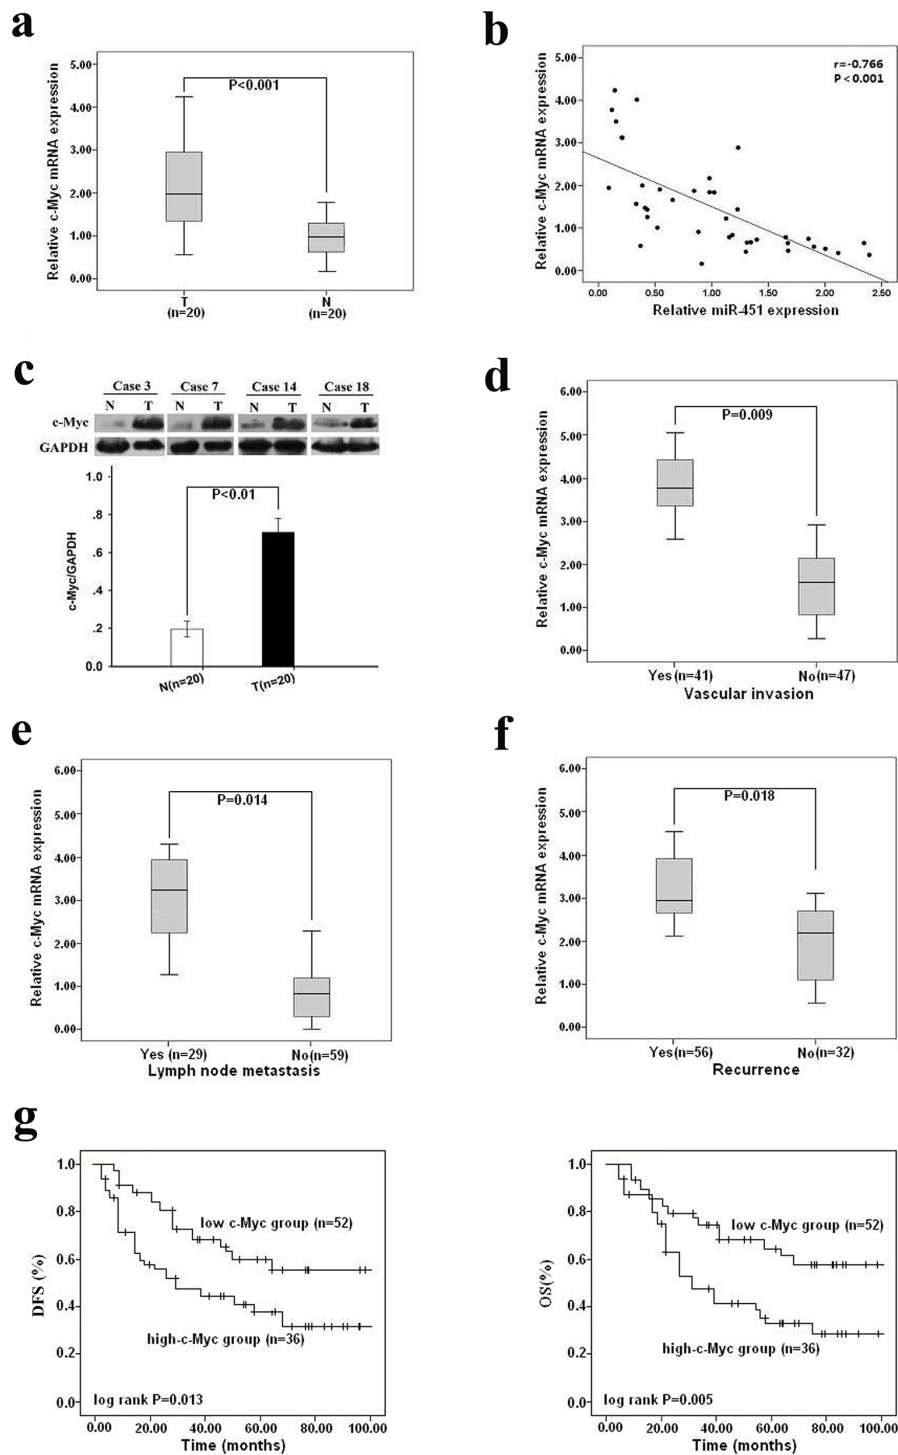 a
Relative c-Myc mRNA expression
5.00
4.00
3.00
2.00
1.00
0.00
P<0.001
T
(n=20)
N
(n=20)
b
Relative c-Myc mRNA expression
5.00
4.00
3.00
2.00
1.00
0.00
r=-0.766
P < 0.001
0.00 0.50 1.00 1.50 2.00 2.50
Relative miR-451 expression
c
Case 3 Case 7 Case 14 Case 18
N T N T N T N T
c-Myc
GAPDH
c-Myc/GAPDH
1.0
.8
.6
.4
.2
0.0
P<0.01
N(n=20) T(n=20)
d
Relative c-Myc mRNA expression
6.00
5.00
4.00
3.00
2.00
1.00
0.00
P=0.009
Yes(n=41) No(n=47)
Vascular invasion
e
Relative c-Myc mRNA expression
6.00
5.00
4.00
3.00
2.00
1.00
0.00
P=0.014
Yes (n=29) No(n=59)
Lymph node metastasis
f
Relative c-Myc mRNA expression
6.00
5.00
4.00
3.00
2.00
1.00
0.00
P=0.018
Yes(n=56) No(n=32)
Recurrence
g
DFS (%)
1.0
0.8
0.6
0.4
0.2
0.0
low c-Myc group (n=52)
high-c-Myc group (n=36)
log rank P=0.013
0.00 20.00 40.00 60.00 80.00 100.00
Time (months)
OS(%)
1.0
0.8
0.6
0.4
0.2
0.0
low c-Myc group (n=52)
high-c-Myc group (n=36)
log rank P=0.005
0.00 20.00 40.00 60.00 80.00 100.00
Time (months)